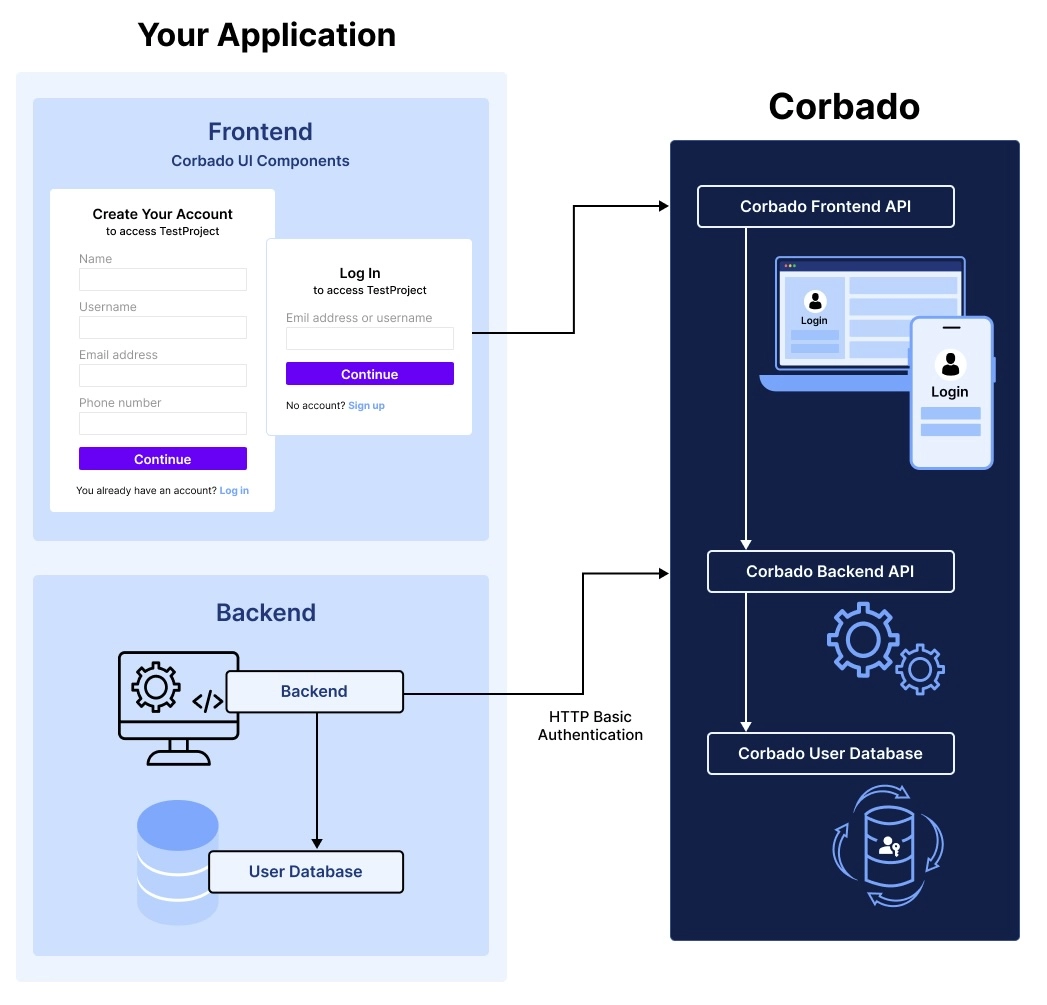 Your Application
Frontend
Corbado UI Components
Create Your Account
to access TestProject
Name
Username
Email address
Phone number
Continue
You already have an account? Log in
Log In
to access TestProject
Emil address or username
Continue
No account? Sign up
Backend
</>
Backend
User Database
HTTP Basic
Authentication
Corbado
Corbado Frontend API
Login
Login
Corbado Backend API
Corbado User Database